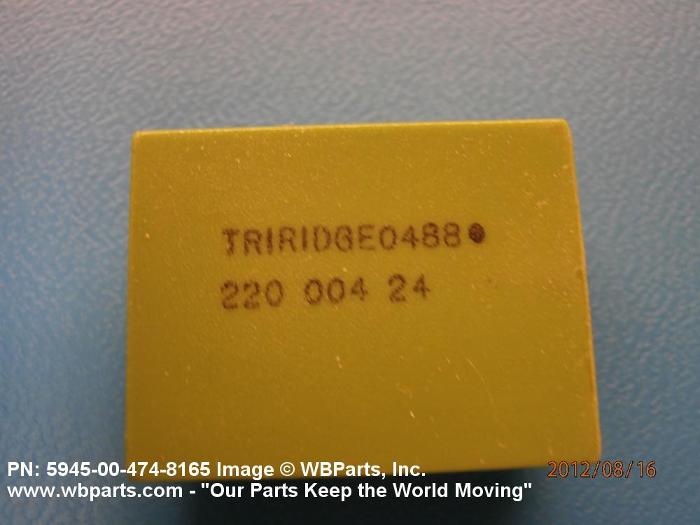 TRIRIDGE0488
220 004 24
PN: 5945-00-474-8165 Image © WBParts, Inc.
2012/08/16
www.wbparts.com - "Our Parts Keep the World Moving"